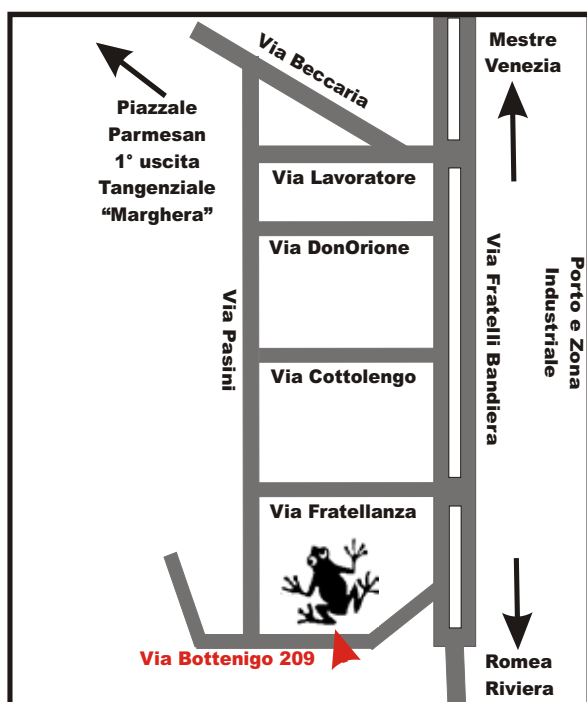 Via Beccaria
Mestre
Venezia
Piazzale
Parmesan
1° uscita
Tangenziale
“Marghera”
Via Lavoratore
Via DonOrione
Via Pasini
Via Fratelli Bandiera
Porto e Zona
Industriale
Via Cottolengo
Via Fratellanza
Via Bottenigo 209
Romea
Riviera